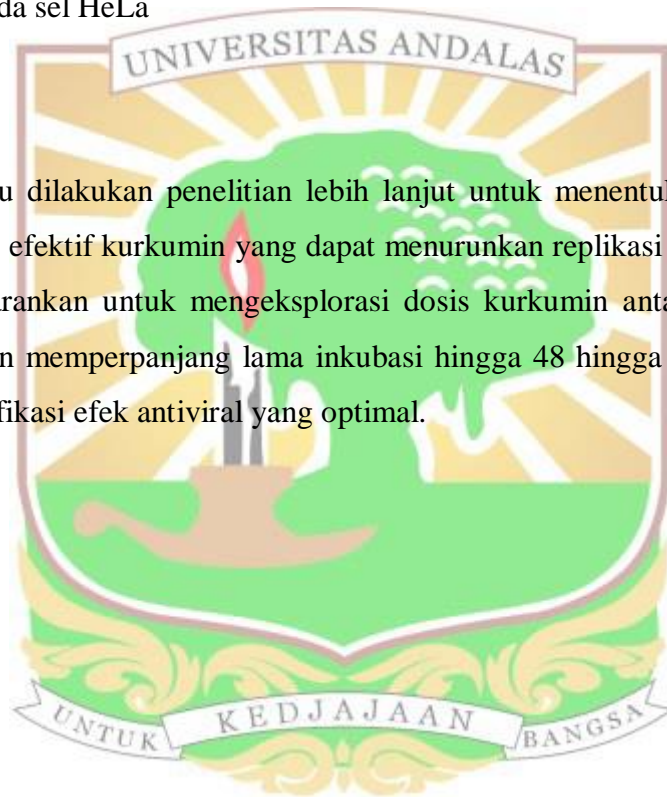 da sel HeLa
UNIVERSITAS ANDALAS
u dilakukan penelitian lebih lanjut untuk menentul
efektif kurkumin yang dapat menurunkan replikasi
rankan untuk mengeksplorasi dosis kurkumin anta
n memperpanjang lama inkubasi hingga 48 hingga
fikasi efek antiviral yang optimal.
UNTUK KEDJAJAAN BANGSA